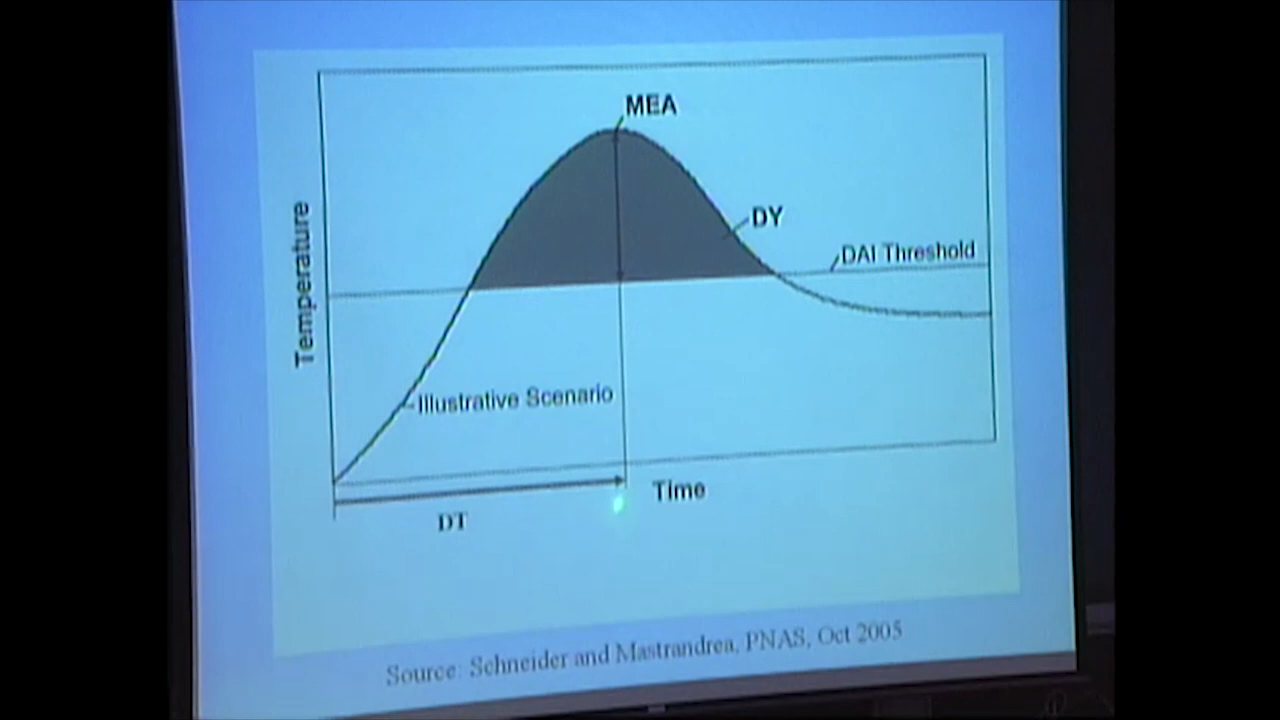 MEA
DY
DAI Threshold
Temperature
Illustrative Scenario
Time
DT
Source: Schneider and Mastrandrea, PNAS, Oct 2005